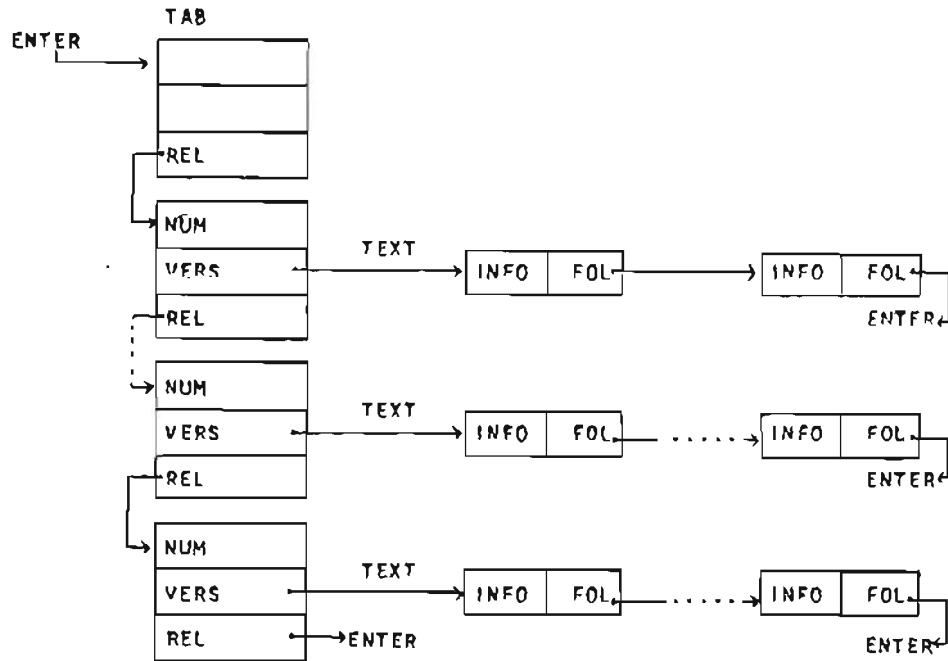 TAB
ENTER
REL
NUM
VERS TEXT INFO FOL INFO FOL
REL ENTER
NUM
VERS TEXT INFO FOL INFO FOL
REL ENTER
NUM
VERS TEXT INFO FOL INFO FOL
REL ENTER ENTER